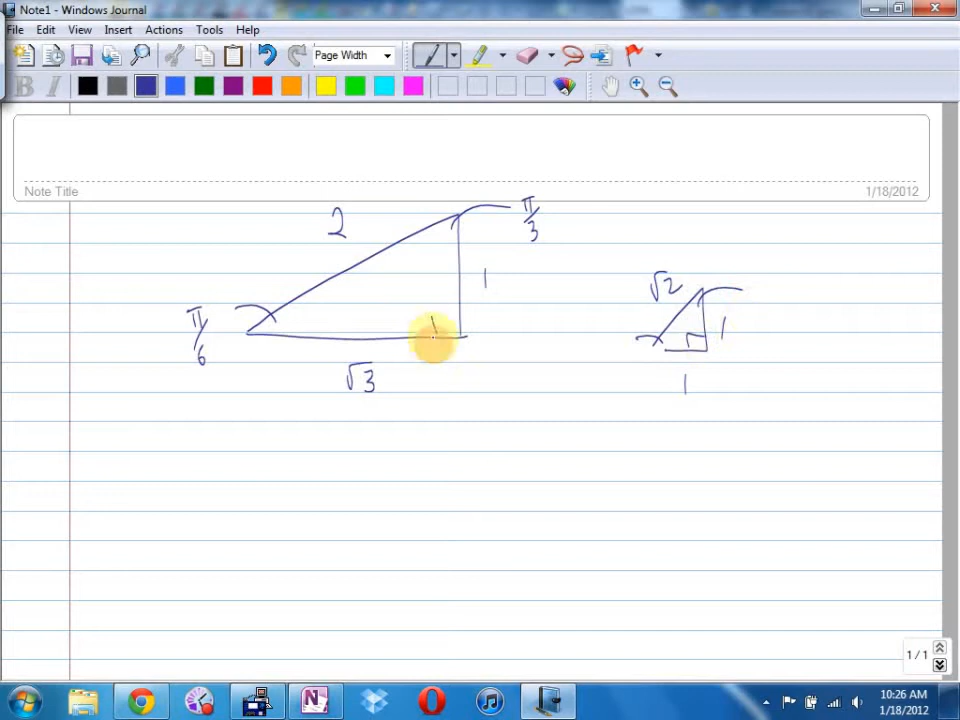 Note1 - Windows Journal
File Edit View Insert Actions Tools Help
Page Width
B I
Note Title
1/18/2012
2
π/3
1
π/6
√3
√2
1
1
1 / 1
10:26 AM
1/18/2012